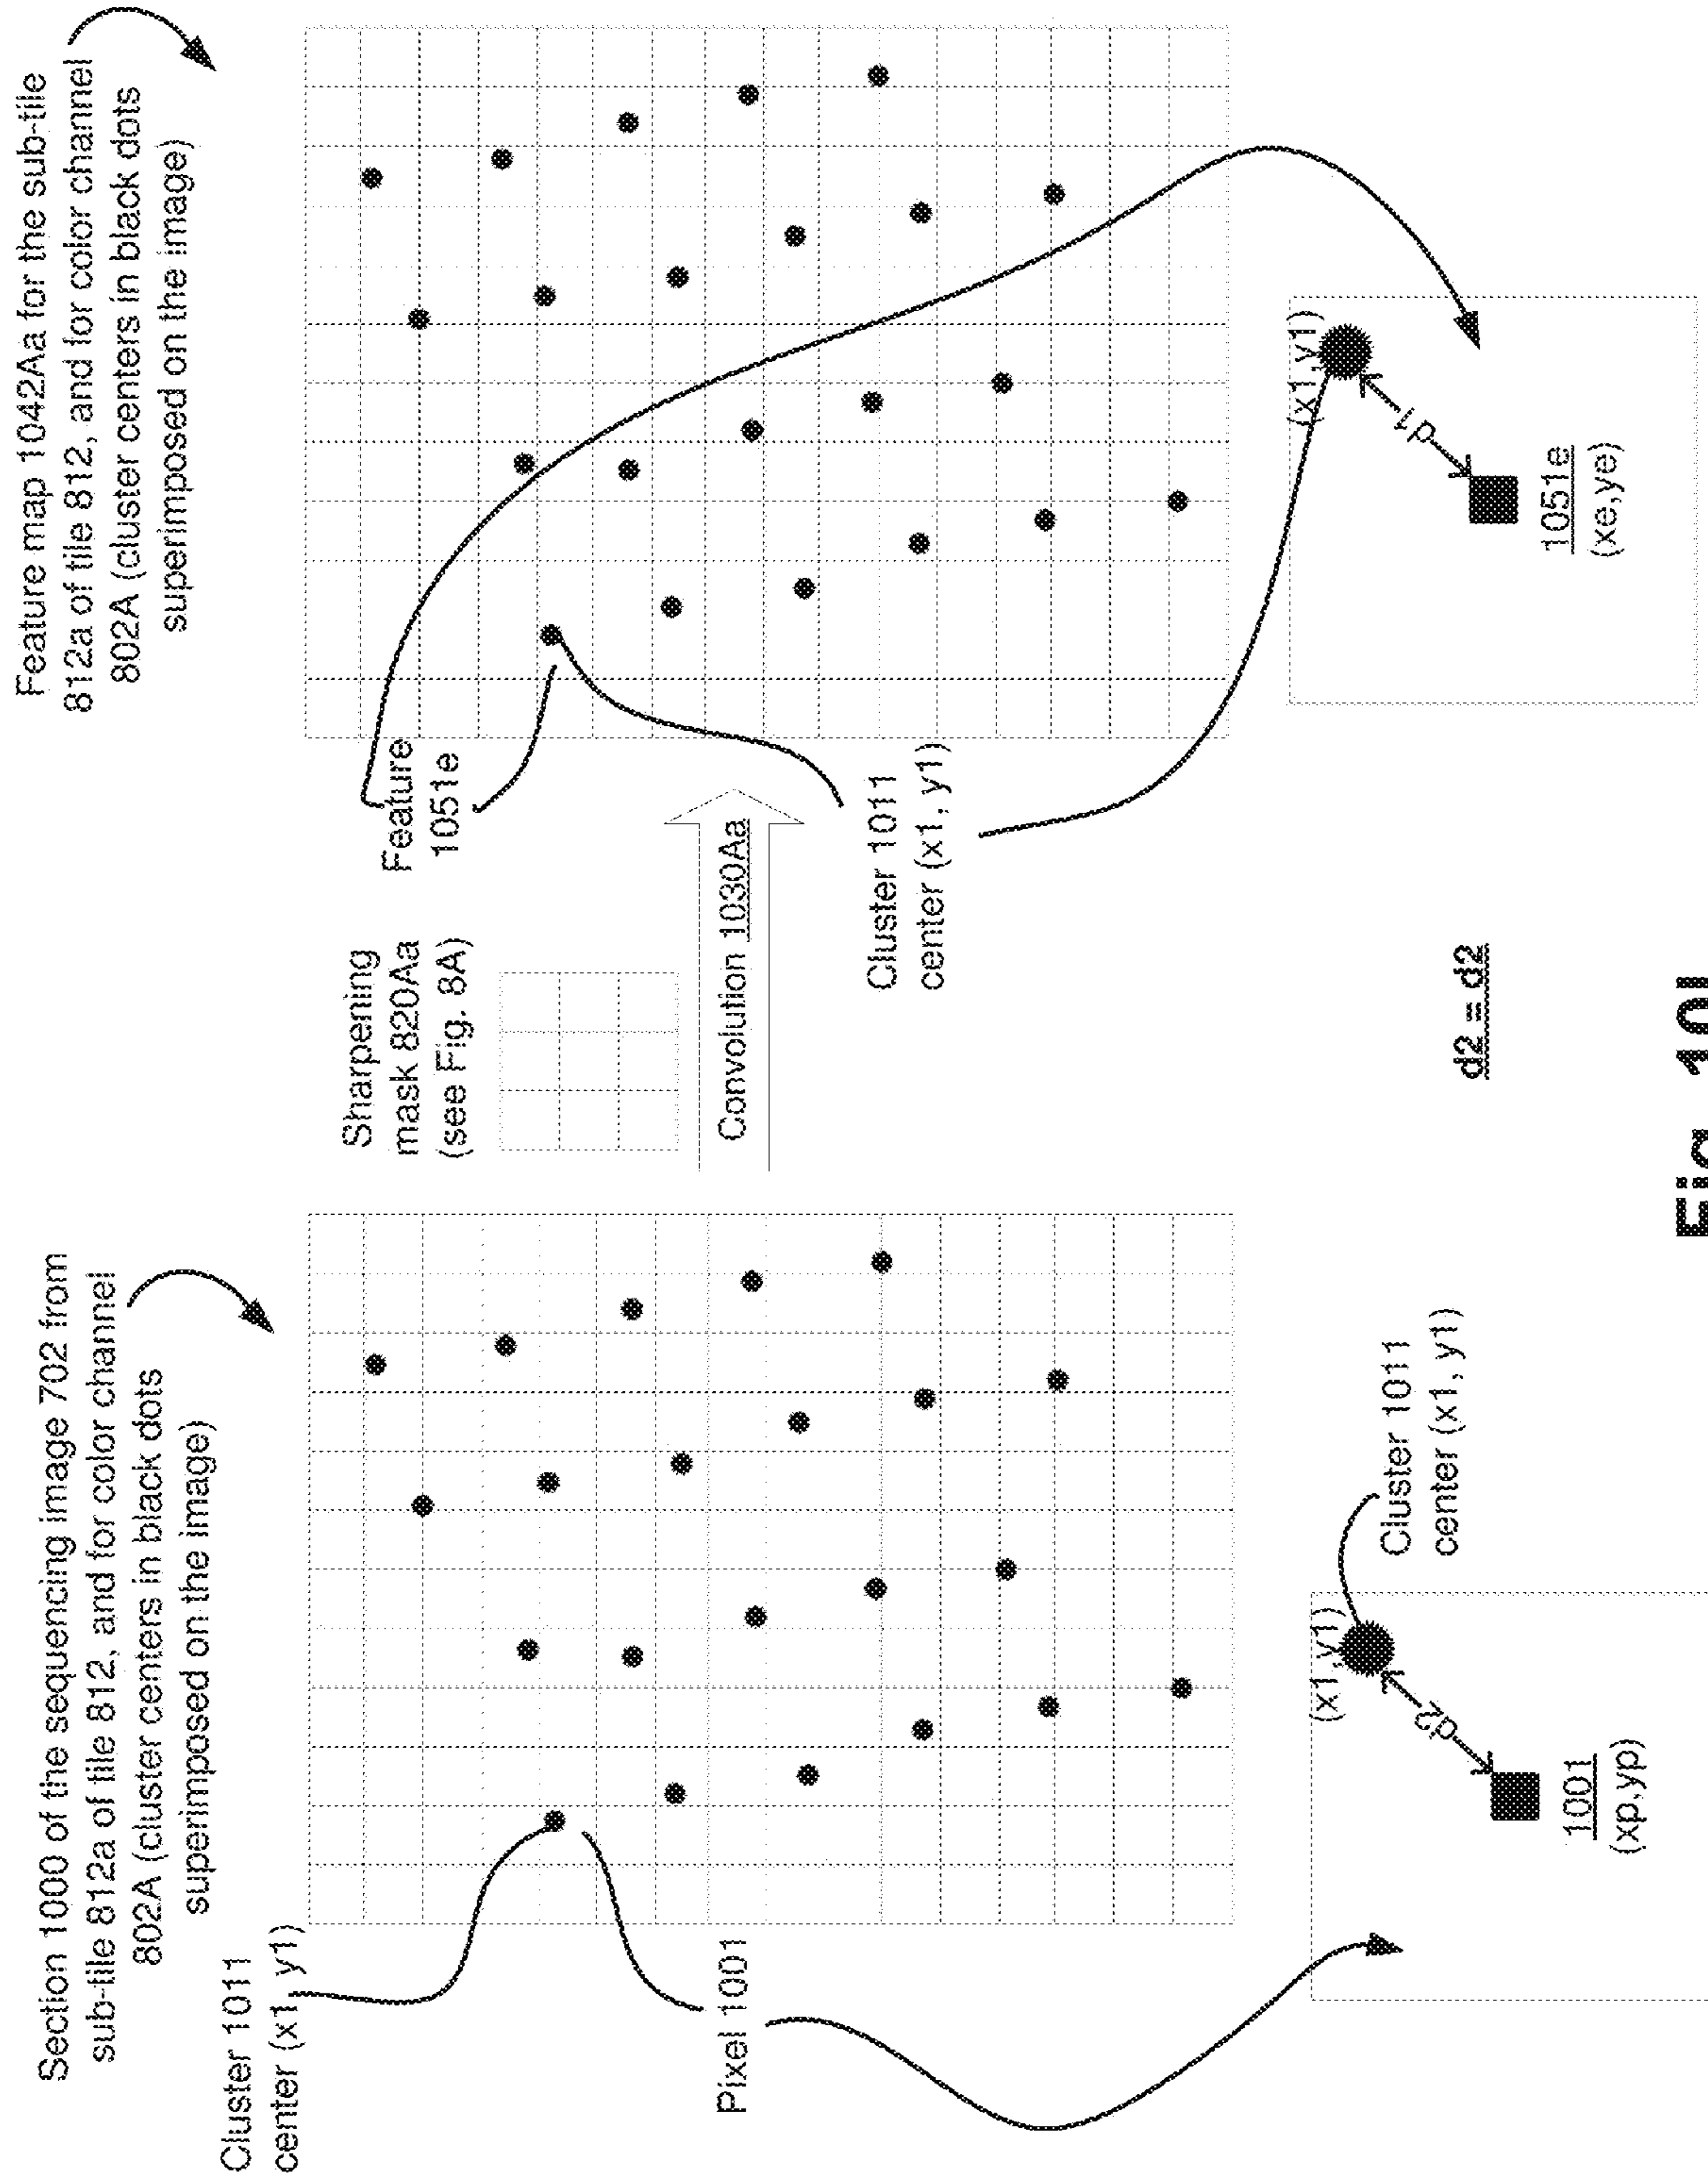 Section 1000 of the sequencing image 702 from
sub-tile 812a of tile 812, and for color channel
802A (cluster centers in black dots
superimposed on the image)
Cluster 1011
center (x1, y1)
Pixel 1001
(x1,y1)
d2
1001
(xp,yp)
Cluster 1011
center (x1, y1)
Sharpening
mask 820Aa
(see Fig. 8A)
Convolution 1030Aa
Feature map 1042Aa for the sub-tile
812a of tile 812, and for color channel
802A (cluster centers in black dots
superimposed on the image)
Feature
1051e
Cluster 1011
center (x1, y1)
(x1,y1)
d1
1051e
(xe,ye)
d2 = d2